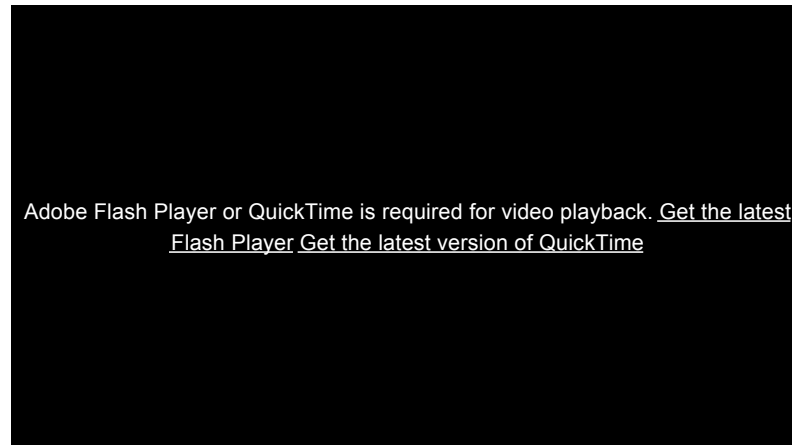 Adobe Flash Player or QuickTime is required for video playback. Get the latest
Flash Player Get the latest version of QuickTime